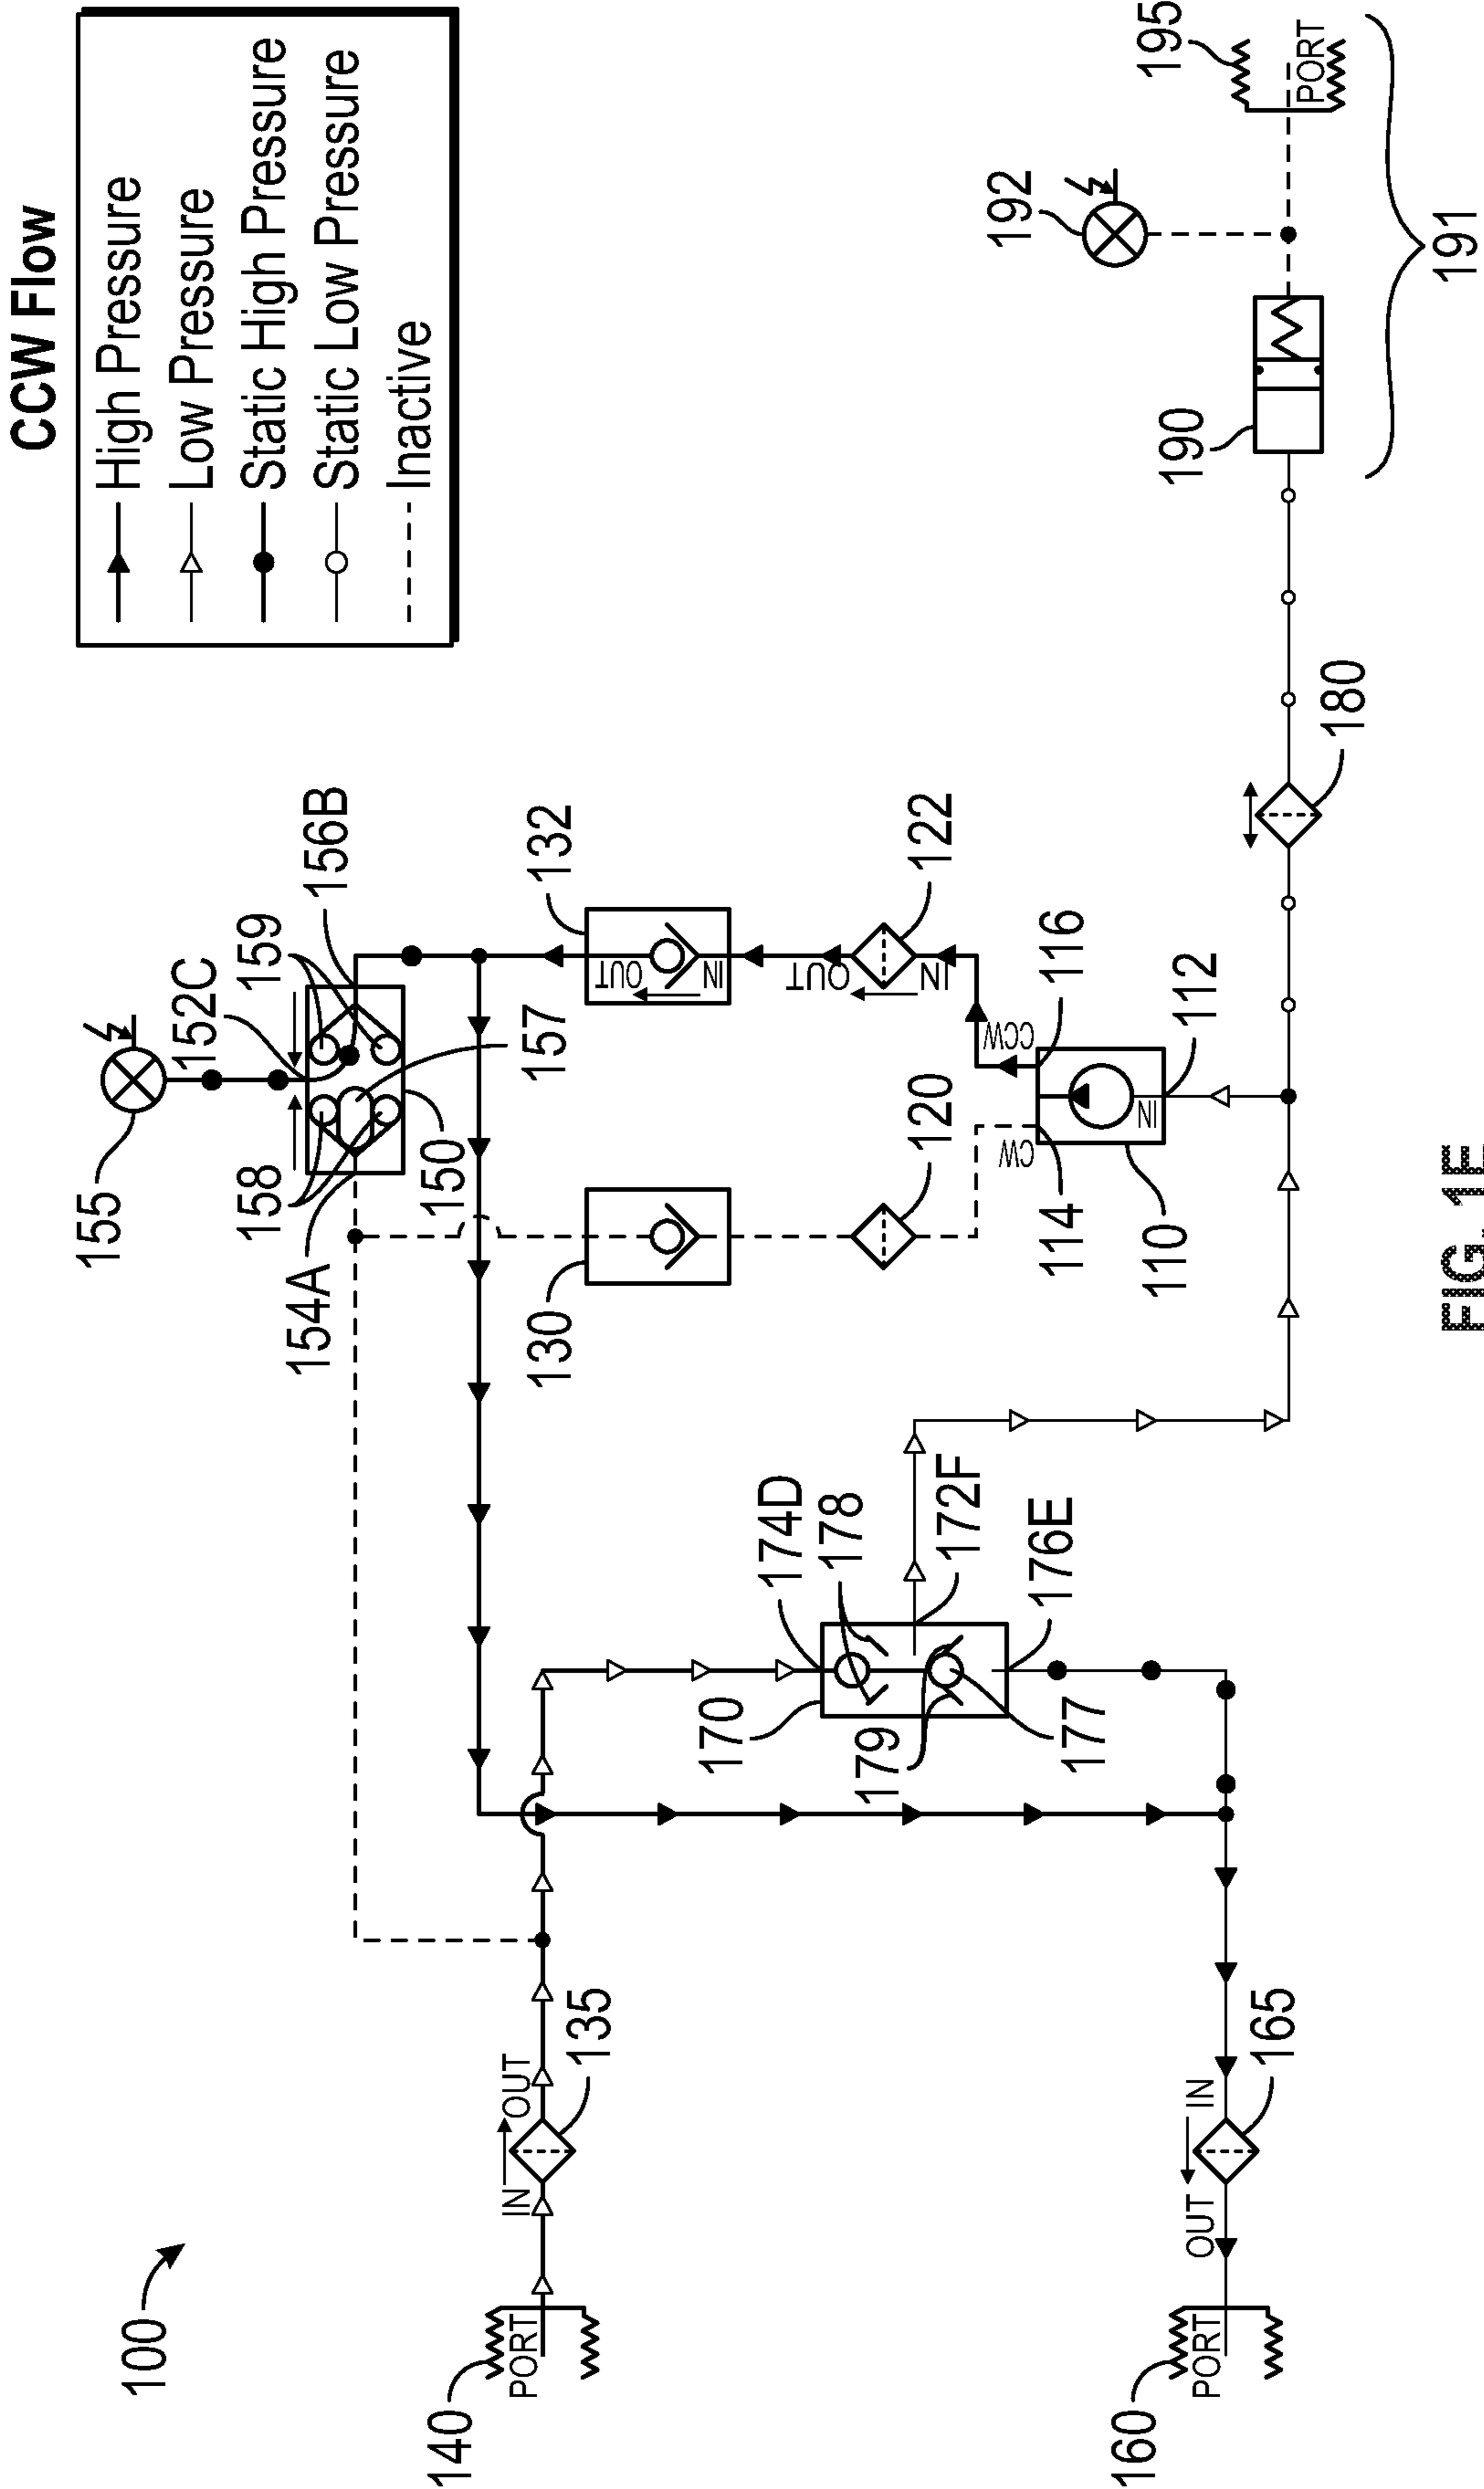 CCW Flow
High Pressure
Low Pressure
Static High Pressure
Static Low Pressure
Inactive
100
155
152C
159
156B
158
154A
150
157
132
OUT
IN
130
122
OUT
IN
120
CCW
116
CW
114
IN
112
110
140
PORT
IN
OUT
135
174D
178
172F
176E
170
179
177
160
PORT
OUT
IN
165
180
190
192
195
PORT
191
FIG. 1E